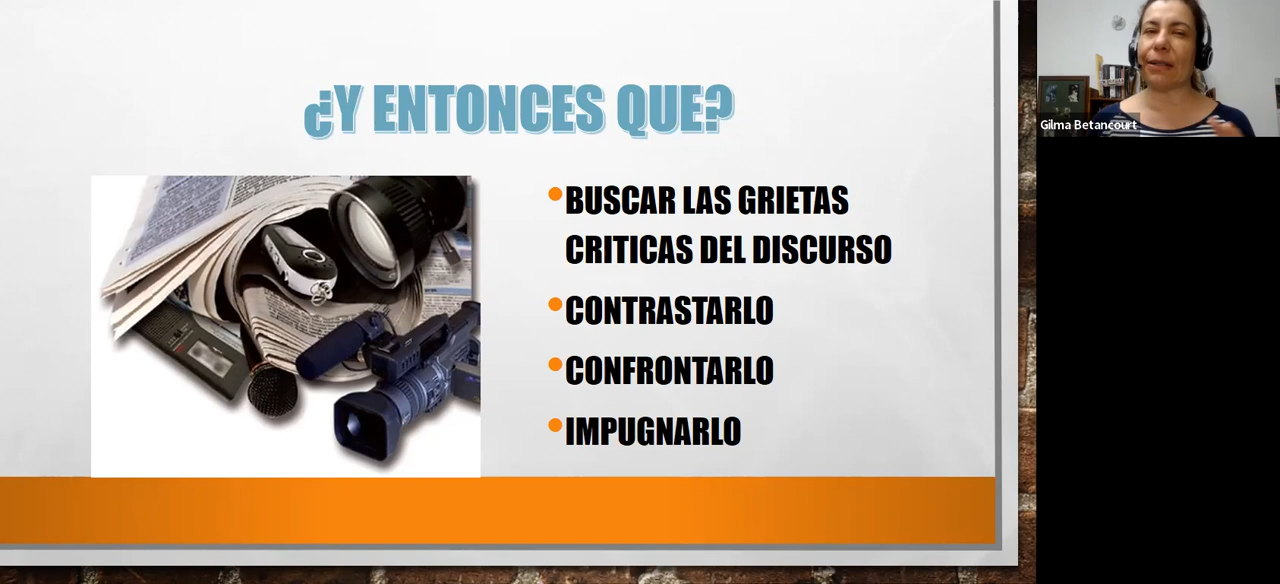 ¿Y ENTONCES QUE?
BUSCAR LAS GRIETAS
CRITICAS DEL DISCURSO
CONTRASTARLO
CONFRONTARLO
IMPUGNARLO
Gilma Betancourt